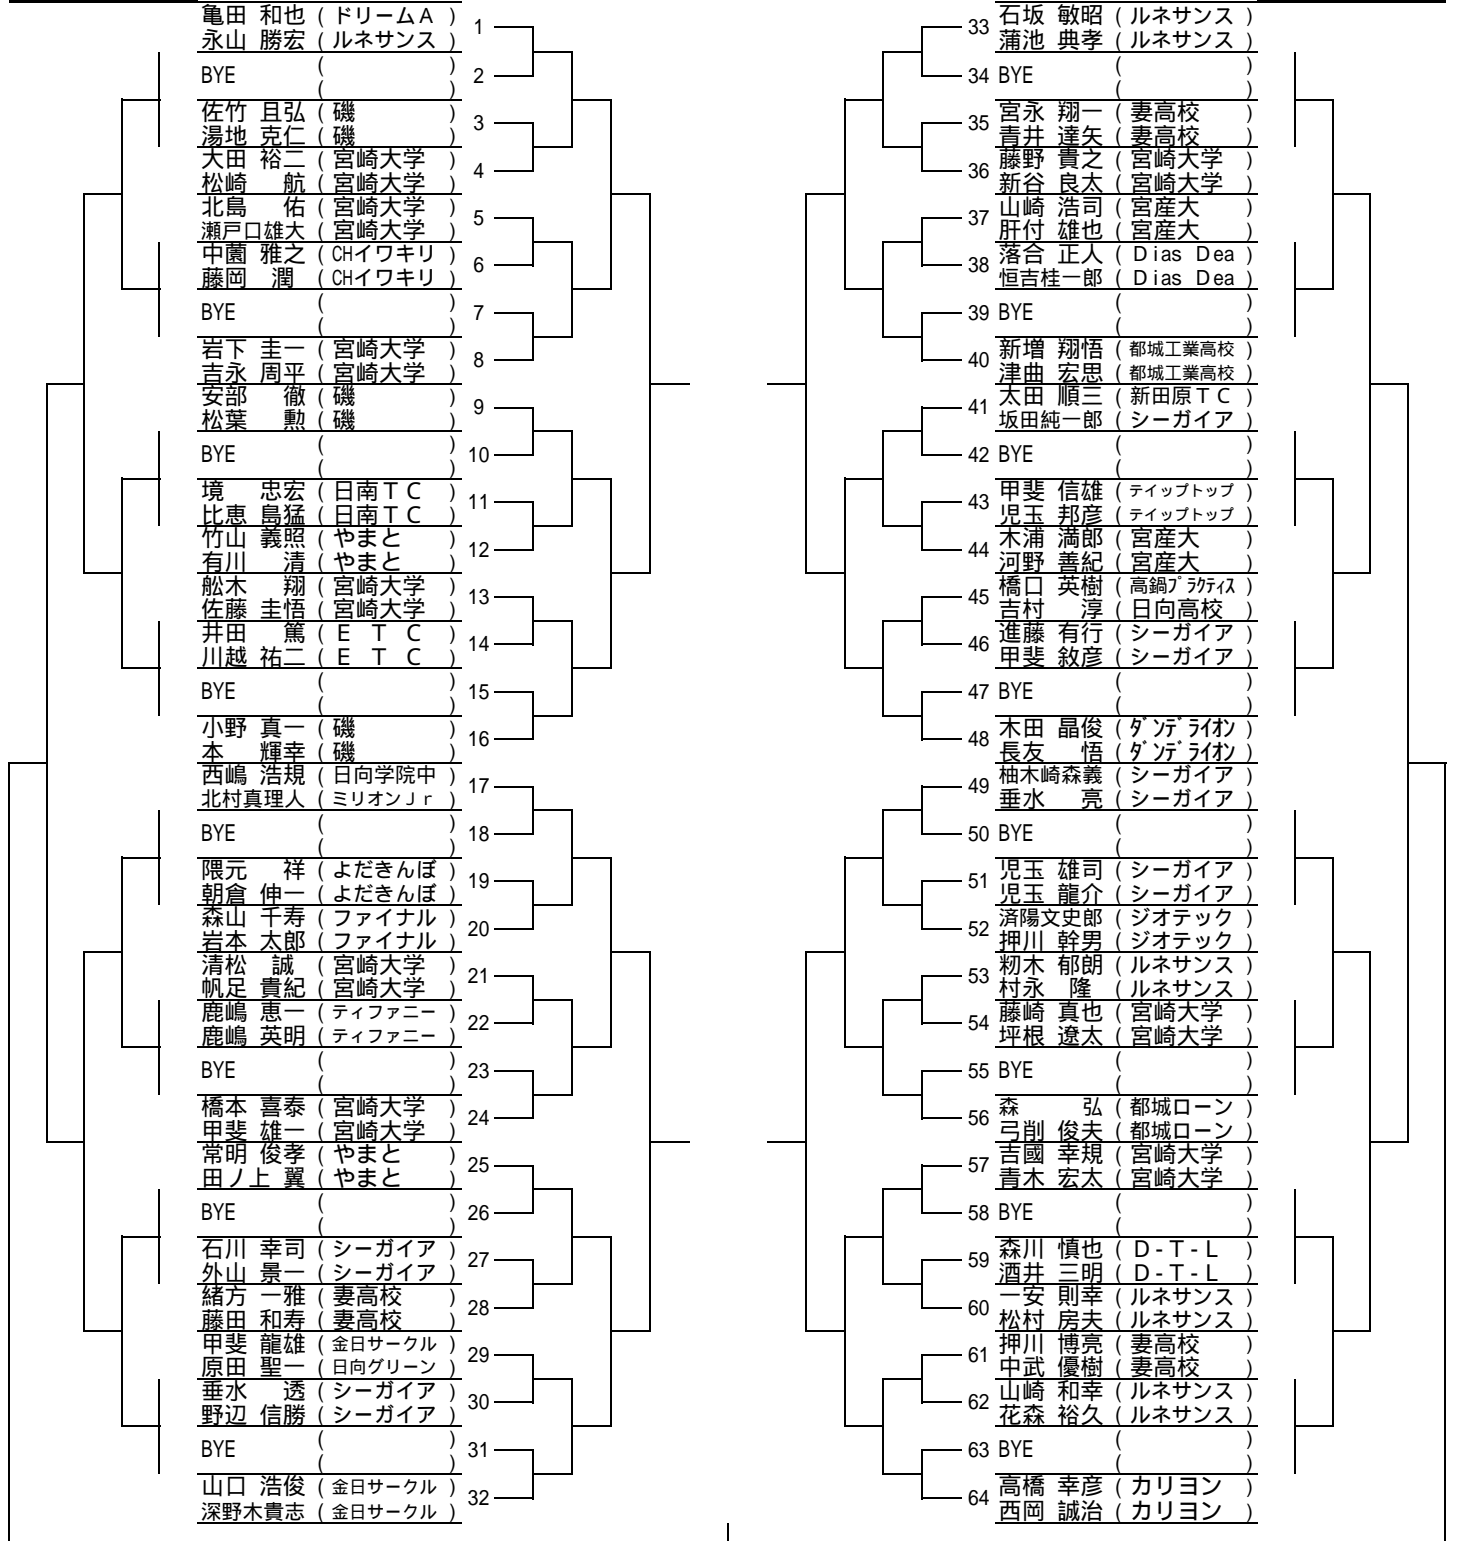 亀田 和也 ( ドリームA )
1
永山 勝宏 ( ルネサンス )
BYE ( )
2
( )
佐竹 且弘 ( 磯 )
3
湯地 克仁 ( 磯 )
大田 裕二 ( 宮崎大学 )
4
松崎 航 ( 宮崎大学 )
北島 佑 ( 宮崎大学 )
5
瀬戸口雄大 ( 宮崎大学 )
中薗 雅之 ( CHイワキリ )
6
藤岡 潤 ( CHイワキリ )
BYE ( )
7
( )
岩下 圭一 ( 宮崎大学 )
8
吉永 周平 ( 宮崎大学 )
安部 徹 ( 磯 )
9
松葉 勲 ( 磯 )
BYE ( )
10
( )
境 忠宏 ( 日南TC )
11
比恵 島猛 ( 日南TC )
竹山 義照 ( やまと )
12
有川 清 ( やまと )
舩木 翔 ( 宮崎大学 )
13
佐藤 圭悟 ( 宮崎大学 )
井田 篤 ( E T C )
14
川越 祐二 ( E T C )
BYE ( )
15
( )
小野 真一 ( 磯 )
16
本 輝幸 ( 磯 )
西嶋 浩規 ( 日向学院中 )
17
北村真理人 ( ミリオンJr )
BYE ( )
18
( )
隈元 祥 ( よだきんぼ )
19
朝倉 伸一 ( よだきんぼ )
森山 千寿 ( ファイナル )
20
岩本 太郎 ( ファイナル )
清松 誠 ( 宮崎大学 )
21
帆足 貴紀 ( 宮崎大学 )
鹿嶋 恵一 ( ティファニー )
22
鹿嶋 英明 ( ティファニー )
BYE ( )
23
( )
橋本 喜泰 ( 宮崎大学 )
24
甲斐 雄一 ( 宮崎大学 )
常明 俊孝 ( やまと )
25
田ノ上 翼 ( やまと )
BYE ( )
26
( )
石川 幸司 ( シーガイア )
27
外山 景一 ( シーガイア )
緒方 一雅 ( 妻高校 )
28
藤田 和寿 ( 妻高校 )
甲斐 龍雄 ( 金日サークル )
29
原田 聖一 ( 日向グリーン )
垂水 透 ( シーガイア )
30
野辺 信勝 ( シーガイア )
BYE ( )
31
( )
山口 浩俊 ( 金日サークル )
32
深野木貴志 ( 金日サークル )
石坂 敏昭 ( ルネサンス )
33
蒲池 典孝 ( ルネサンス )
34 BYE ( )
( )
宮永 翔一 ( 妻高校 )
35
青井 達矢 ( 妻高校 )
藤野 貴之 ( 宮崎大学 )
36
新谷 良太 ( 宮崎大学 )
山崎 浩司 ( 宮産大 )
37
肝付 雄也 ( 宮産大 )
落合 正人 ( Dias Dea )
38
恒吉桂一郎 ( Dias Dea )
39 BYE ( )
( )
新増 翔悟 ( 都城工業高校 )
40
津曲 宏思 ( 都城工業高校 )
太田 順三 ( 新田原TC )
41
坂田純一郎 ( シーガイア )
42 BYE ( )
( )
甲斐 信雄 ( テイップトップ )
43
児玉 邦彦 ( テイップトップ )
木浦 満郎 ( 宮産大 )
44
河野 善紀 ( 宮産大 )
橋口 英樹 ( 高鍋プラクティス )
45
吉村 淳 ( 日向高校 )
進藤 有行 ( シーガイア )
46
甲斐 敘彦 ( シーガイア )
47 BYE ( )
( )
木田 晶俊 ( ダンデライオン )
48
長友 悟 ( ダンデライオン )
柚木崎森義 ( シーガイア )
49
垂水 亮 ( シーガイア )
50 BYE ( )
( )
児玉 雄司 ( シーガイア )
51
児玉 龍介 ( シーガイア )
済陽文史郎 ( ジオテック )
52
押川 幹男 ( ジオテック )
籾木 郁朗 ( ルネサンス )
53
村永 隆 ( ルネサンス )
藤崎 真也 ( 宮崎大学 )
54
坪根 遼太 ( 宮崎大学 )
55 BYE ( )
( )
森 弘 ( 都城ローン )
56
弓削 俊夫 ( 都城ローン )
吉國 幸規 ( 宮崎大学 )
57
青木 宏太 ( 宮崎大学 )
58 BYE ( )
( )
森川 慎也 ( D-T-L )
59
酒井 三明 ( D-T-L )
一安 則幸 ( ルネサンス )
60
松村 房夫 ( ルネサンス )
押川 博亮 ( 妻高校 )
61
中武 優樹 ( 妻高校 )
山崎 和幸 ( ルネサンス )
62
花森 裕久 ( ルネサンス )
63 BYE ( )
( )
高橋 幸彦 ( カリヨン )
64
西岡 誠治 ( カリヨン )